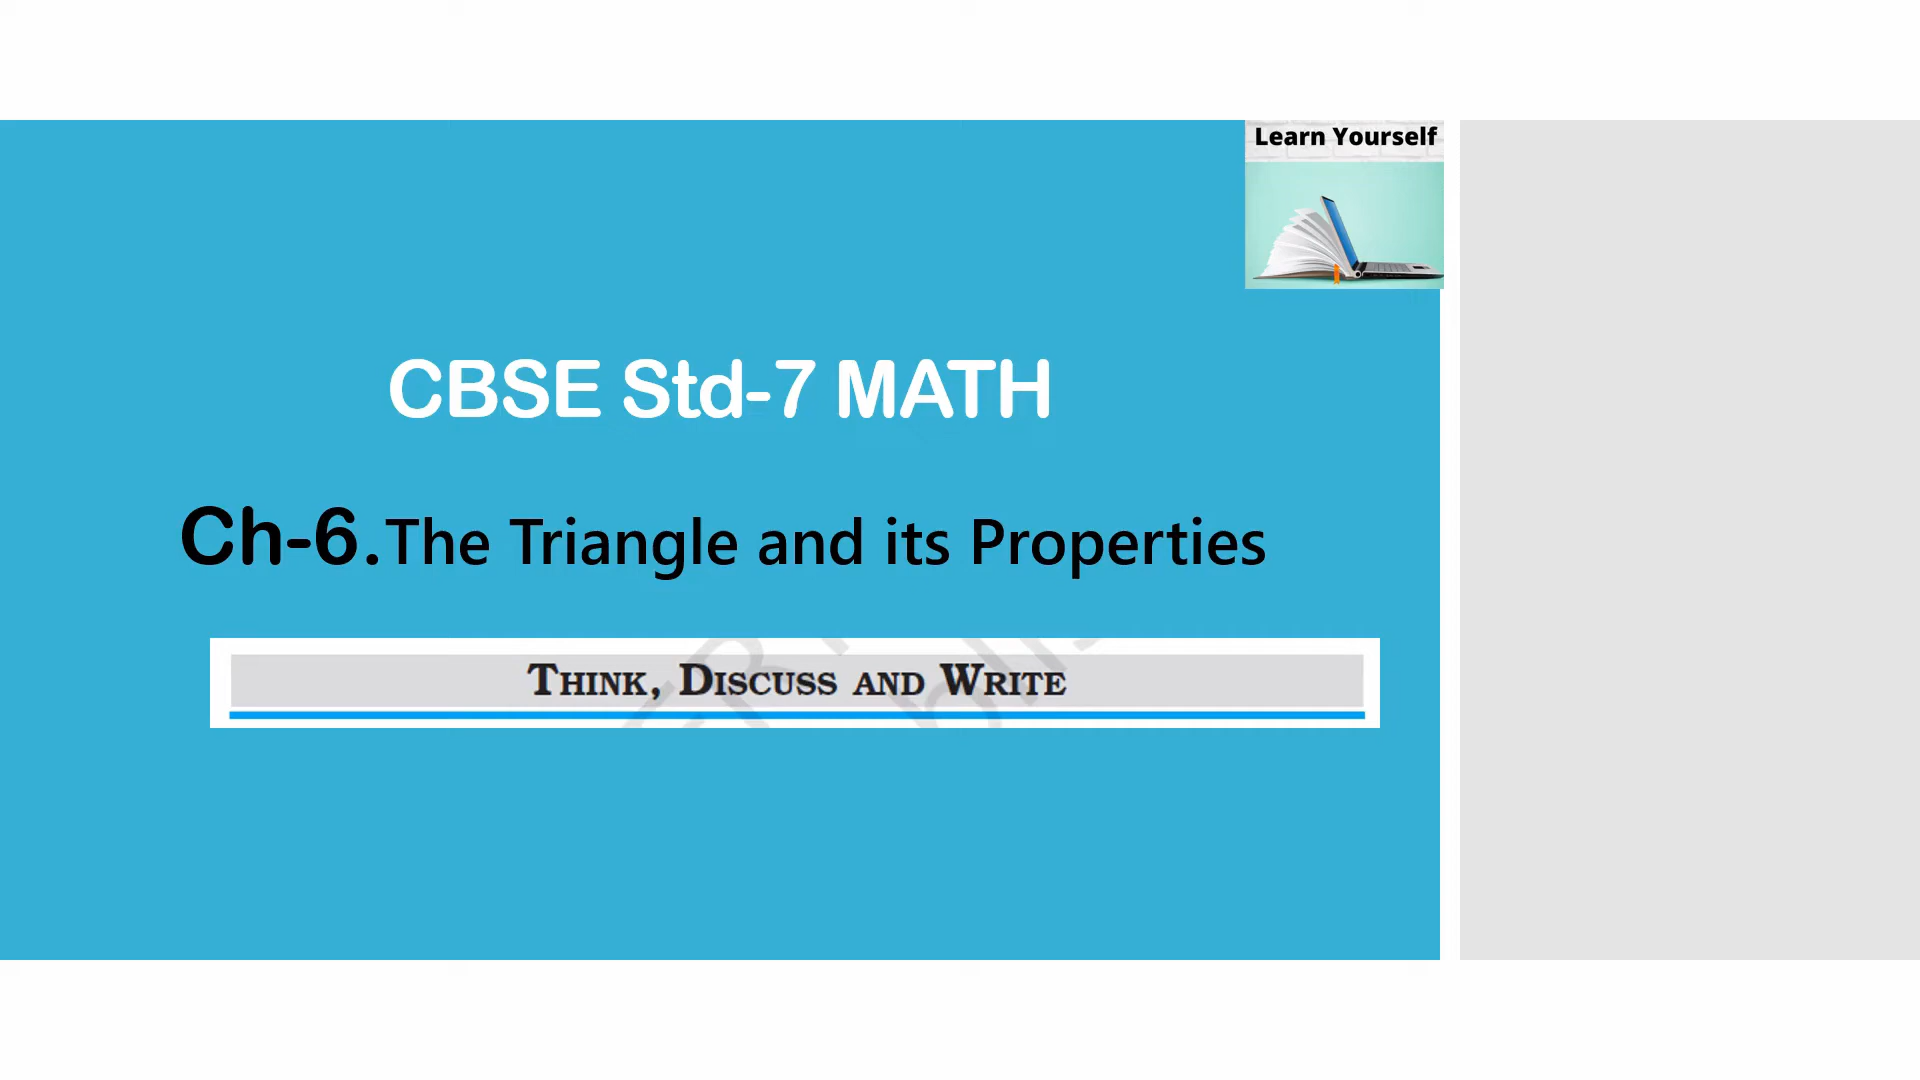 Learn Yourself
CBSE Std-7 MATH
Ch-6.The Triangle and its Properties
THINK, DISCUSS AND WRITE